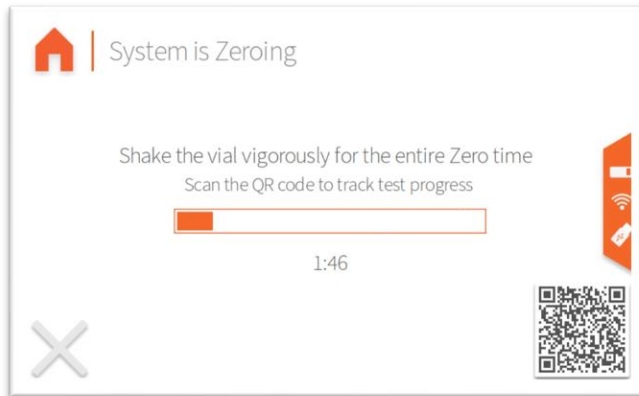 System is Zeroing
Shake the vial vigorously for the entire Zero time
Scan the QR code to track test progress
1:46